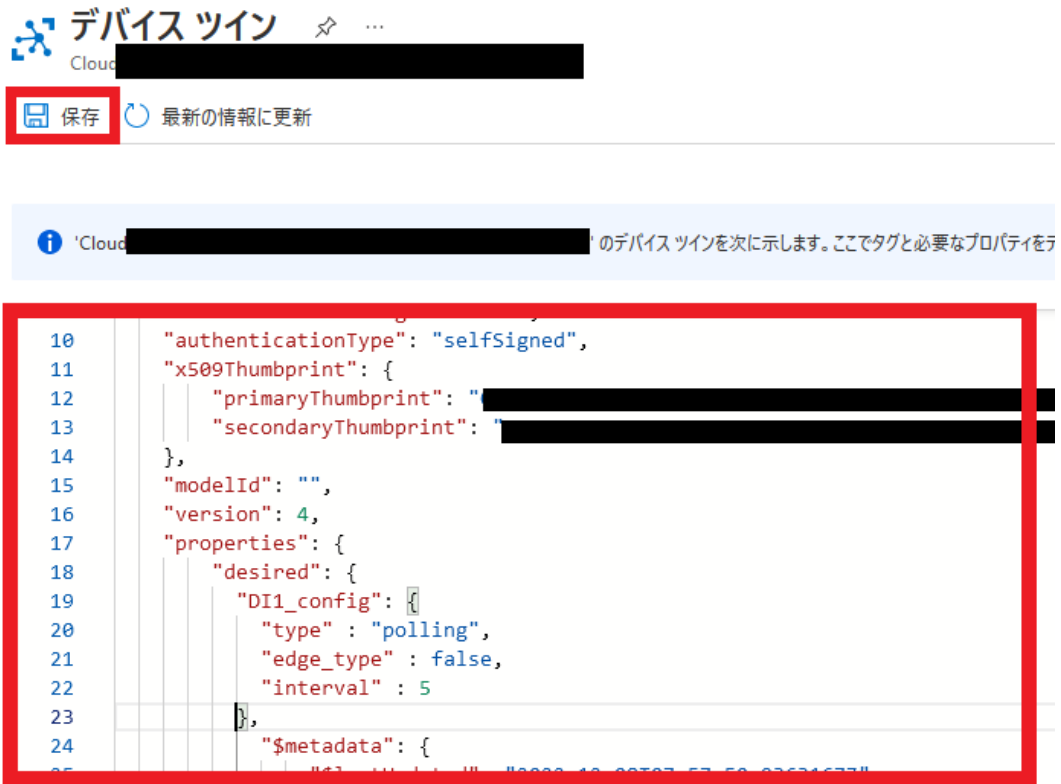 デバイス ツイン
Cloud
保存 最新の情報に更新
'Cloud ' のデバイス ツインを次に示します。ここでタグと必要なプロパティを
10 "authenticationType": "selfSigned",
11 "x509Thumbprint": {
12 "primaryThumbprint": "
13 "secondaryThumbprint": "
14 },
15 "modelId": "",
16 "version": 4,
17 "properties": {
18 "desired": {
19 "DI1_config": {
20 "type" : "polling",
21 "edge_type" : false,
22 "interval" : 5
23 },
24 "$metadata": {